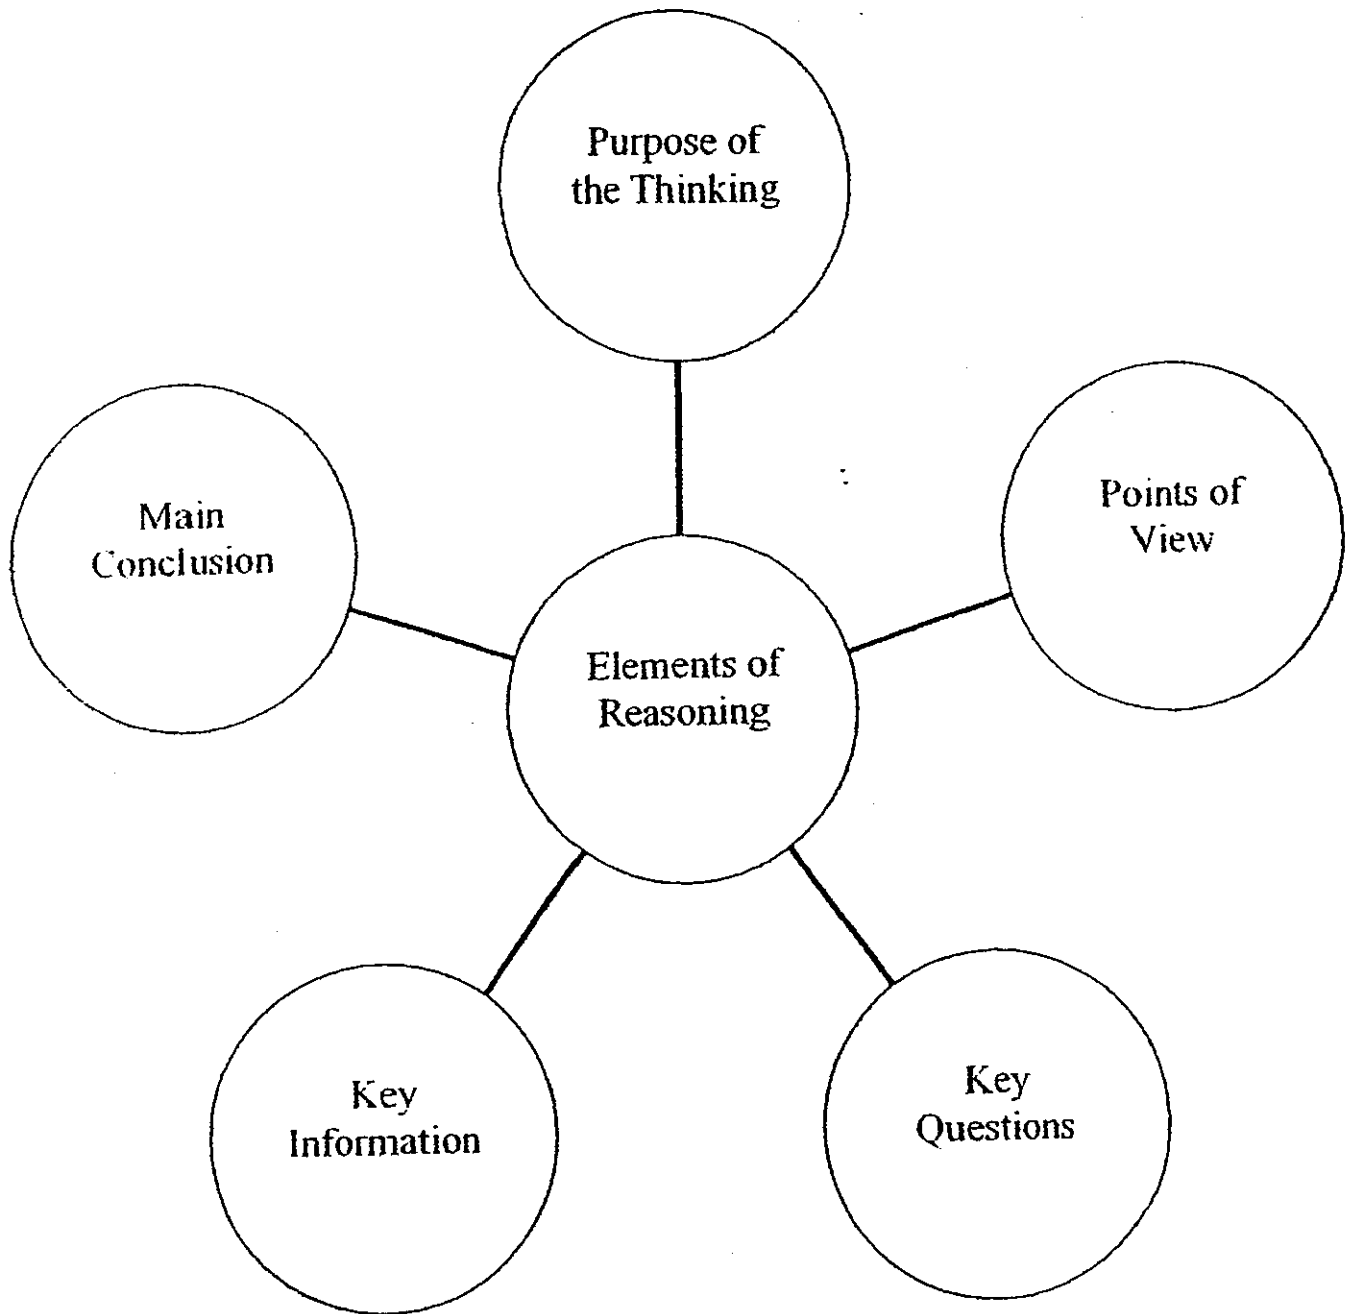 Purpose of
the Thinking
Points of
View
Main
Conclusion
Elements of
Reasoning
Key
Questions
Key
Information